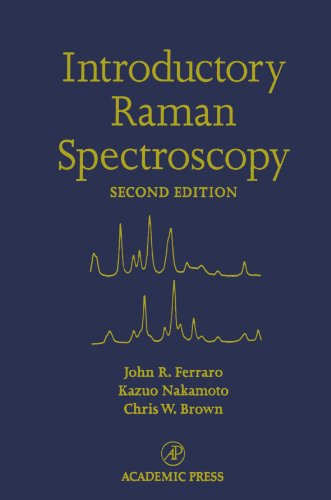 Introductory
Raman
Spectroscopy
SECOND EDITION
John R. Ferraro
Kazuo Nakamoto
Chris W. Brown
AP
ACADEMIC PRESS